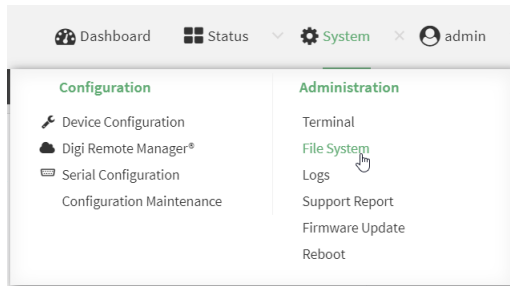 Dashboard Status System admin
Configuration
Device Configuration
Digi Remote Manager®
Serial Configuration
Configuration Maintenance
Administration
Terminal
File System
Logs
Support Report
Firmware Update
Reboot